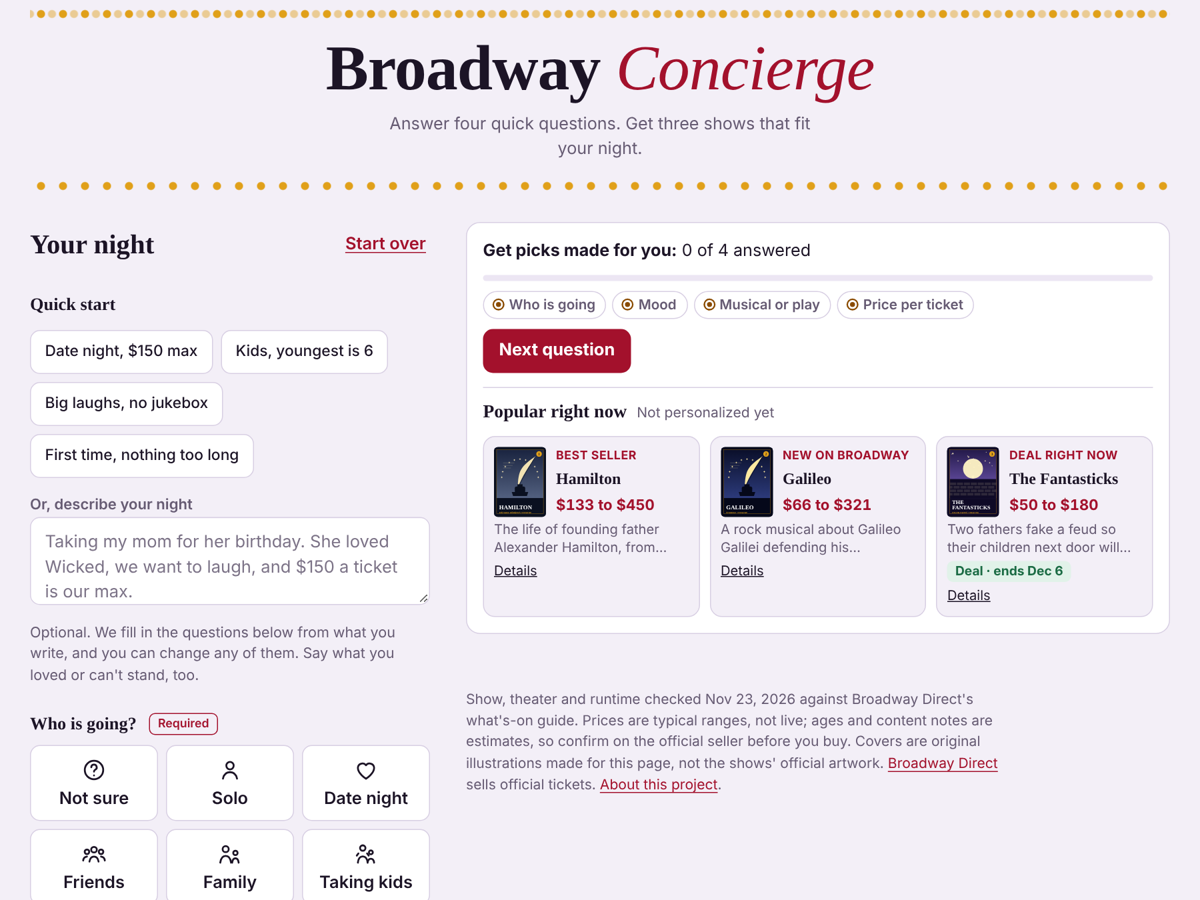 Broadway Concierge
Answer four quick questions. Get three shows that fit
your night.
Your night
Start over
Quick start
Date night, $150 max
Kids, youngest is 6
Big laughs, no jukebox
First time, nothing too long
Or, describe your night
Taking my mom for her birthday. She loved
Wicked, we want to laugh, and $150 a ticket
is our max.
Optional. We fill in the questions below from what you
write, and you can change any of them. Say what you
loved or can't stand, too.
Who is going?
Required
Not sure
Solo
Date night
Friends
Family
Taking kids
Get picks made for you: 0 of 4 answered
Who is going
Mood
Musical or play
Price per ticket
Next question
Popular right now
Not personalized yet
HAMILTON
BEST SELLER
Hamilton
$133 to $450
The life of founding father
Alexander Hamilton, from...
Details
GALILEO
NEW ON BROADWAY
Galileo
$66 to $321
A rock musical about Galileo
Galilei defending his...
Details
THE
FANTASTICKS
DEAL RIGHT NOW
The Fantasticks
$50 to $180
Two fathers fake a feud so
their children next door will...
Deal · ends Dec 6
Details
Show, theater and runtime checked Nov 23, 2026 against Broadway Direct's
what's-on guide. Prices are typical ranges, not live; ages and content notes are
estimates, so confirm on the official seller before you buy. Covers are original
illustrations made for this page, not the shows' official artwork. Broadway Direct
sells official tickets. About this project.